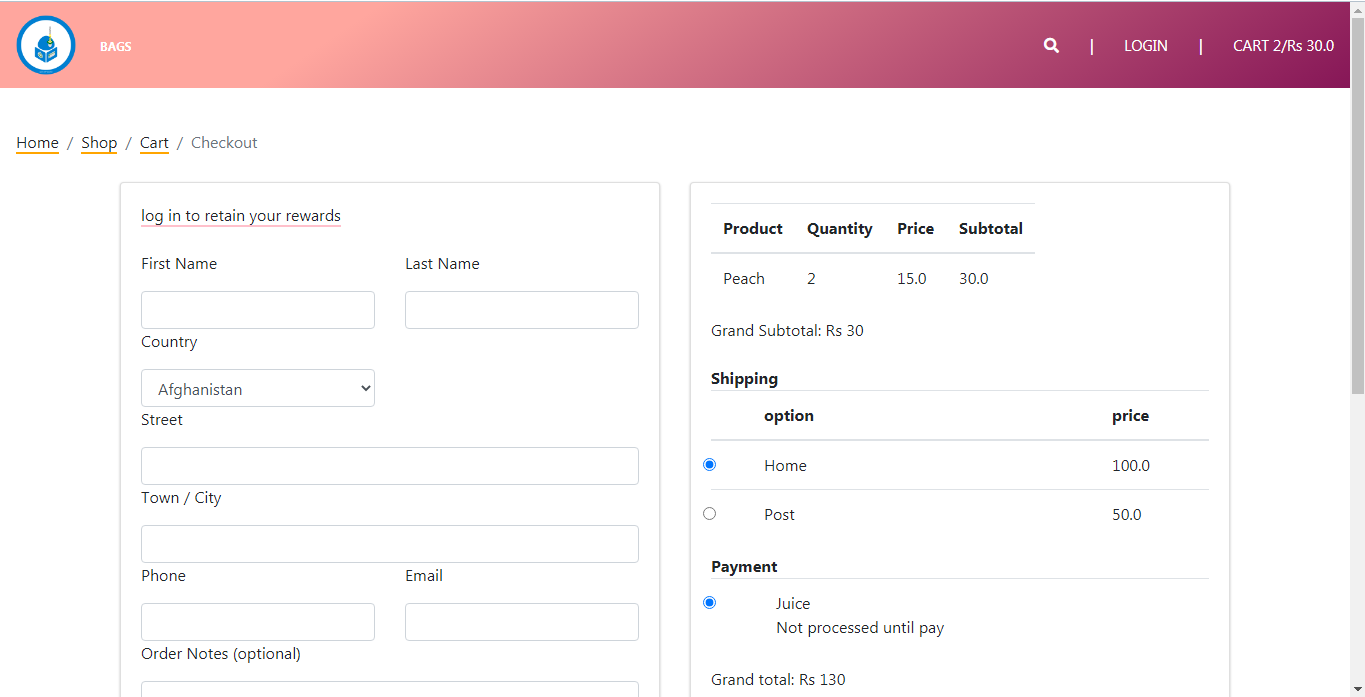 BAGS
| LOGIN | CART 2/Rs 30.0
Home / Shop / Cart / Checkout
log in to retain your rewards
First Name Last Name
Country
Afghanistan
Street
Town / City
Phone Email
Order Notes (optional)
Product Quantity Price Subtotal
Peach 2 15.0 30.0
Grand Subtotal: Rs 30
Shipping
option price
Home 100.0
Post 50.0
Payment
Juice
Not processed until pay
Grand total: Rs 130